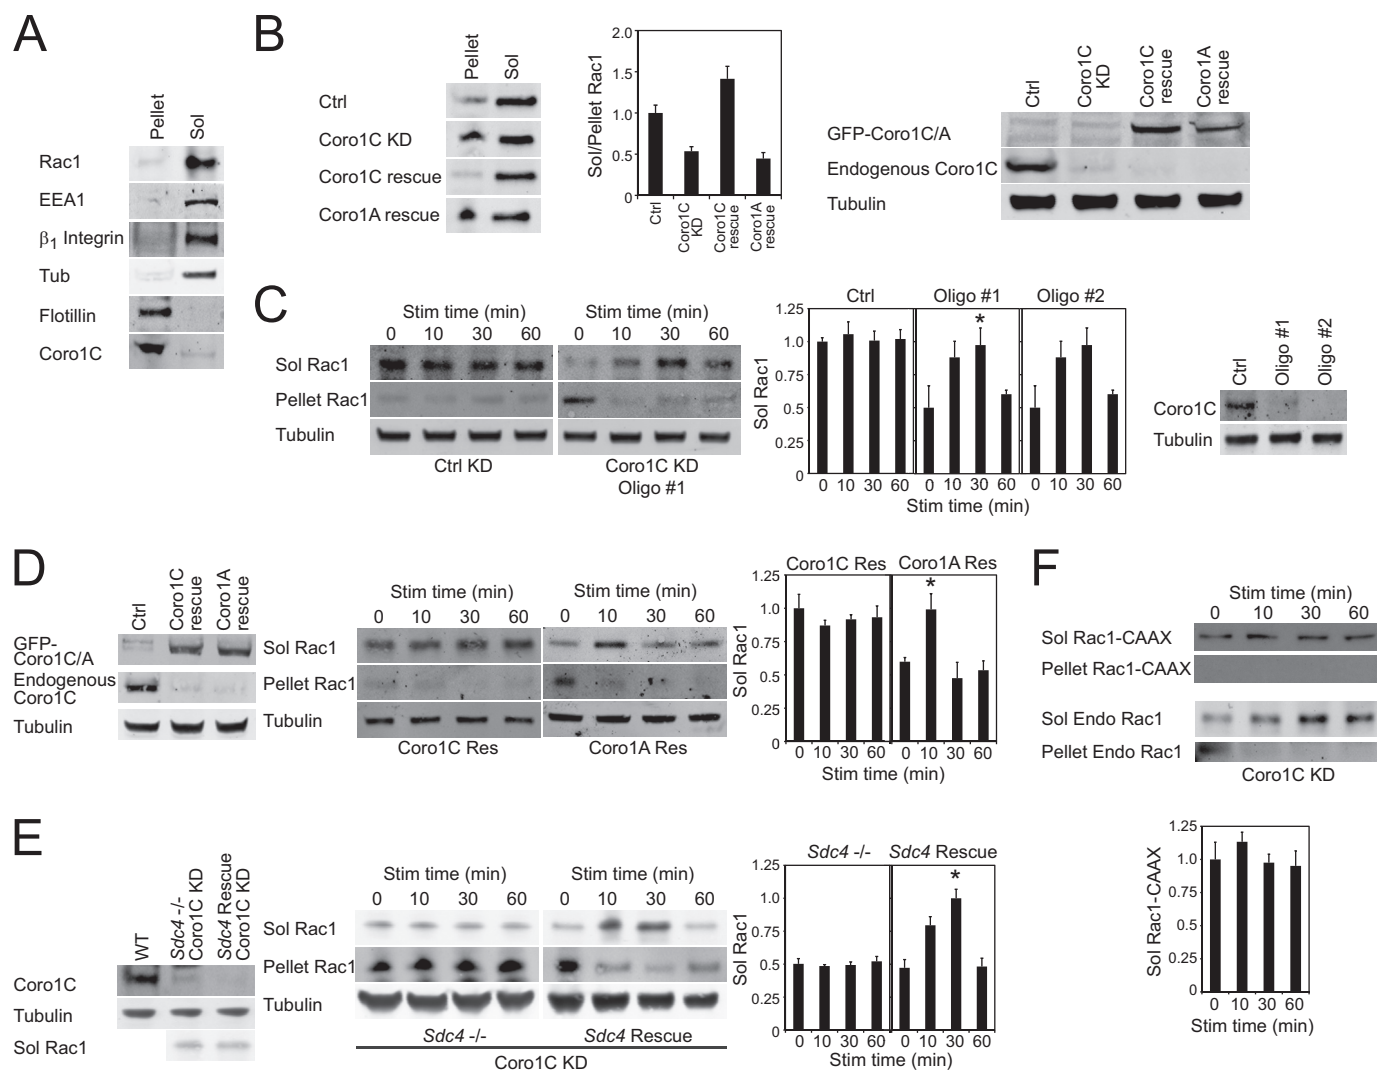 A
Pellet
Sol
Rac1
EEA1
β1 Integrin
Tub
Flotillin
Coro1C
B
Pellet
Sol
Ctrl
Coro1C KD
Coro1C rescue
Coro1A rescue
Sol/Pellet Rac1
2.0
1.5
1.0
0.5
0
Ctrl
Coro1C
KD
Coro1C
rescue
Coro1A
rescue
Ctrl
Coro1C
KD
Coro1C
rescue
Coro1A
rescue
GFP-Coro1C/A
Endogenous Coro1C
Tubulin
C
Stim time (min)
0 10 30 60
Stim time (min)
0 10 30 60
Sol Rac1
Pellet Rac1
Tubulin
Ctrl KD
Coro1C KD
Oligo #1
Ctrl
Oligo #1
Oligo #2
Sol Rac1
1.25
1.0
0.75
0.5
0.25
0
*
0 10 30 60 0 10 30 60 0 10 30 60
Stim time (min)
Ctrl
Oligo #1
Oligo #2
Coro1C
Tubulin
D
Ctrl
Coro1C
rescue
Coro1A
rescue
GFP-
Coro1C/A
Endogenous
Coro1C
Tubulin
Stim time (min)
0 10 30 60
Stim time (min)
0 10 30 60
Sol Rac1
Pellet Rac1
Tubulin
Coro1C Res
Coro1A Res
Coro1C Res
Coro1A Res
Sol Rac1
1.25
1.0
0.75
0.5
0.25
0
*
0 10 30 60 0 10 30 60
Stim time (min)
F
Stim time (min)
0 10 30 60
Sol Rac1-CAAX
Pellet Rac1-CAAX
Sol Endo Rac1
Pellet Endo Rac1
Coro1C KD
Sol Rac1-CAAX
1.25
1.0
0.75
0.5
0.25
0
0 10 30 60
Stim time (min)
E
WT
Sdc4 -/-
Coro1C KD
Sdc4 Rescue
Coro1C KD
Coro1C
Tubulin
Sol Rac1
Stim time (min)
0 10 30 60
Stim time (min)
0 10 30 60
Sol Rac1
Pellet Rac1
Tubulin
Sdc4 -/-
Sdc4 Rescue
Coro1C KD
Sdc4 -/-
Sdc4 Rescue
Sol Rac1
1.25
1.0
0.75
0.5
0.25
0
*
0 10 30 60 0 10 30 60
Stim time (min)